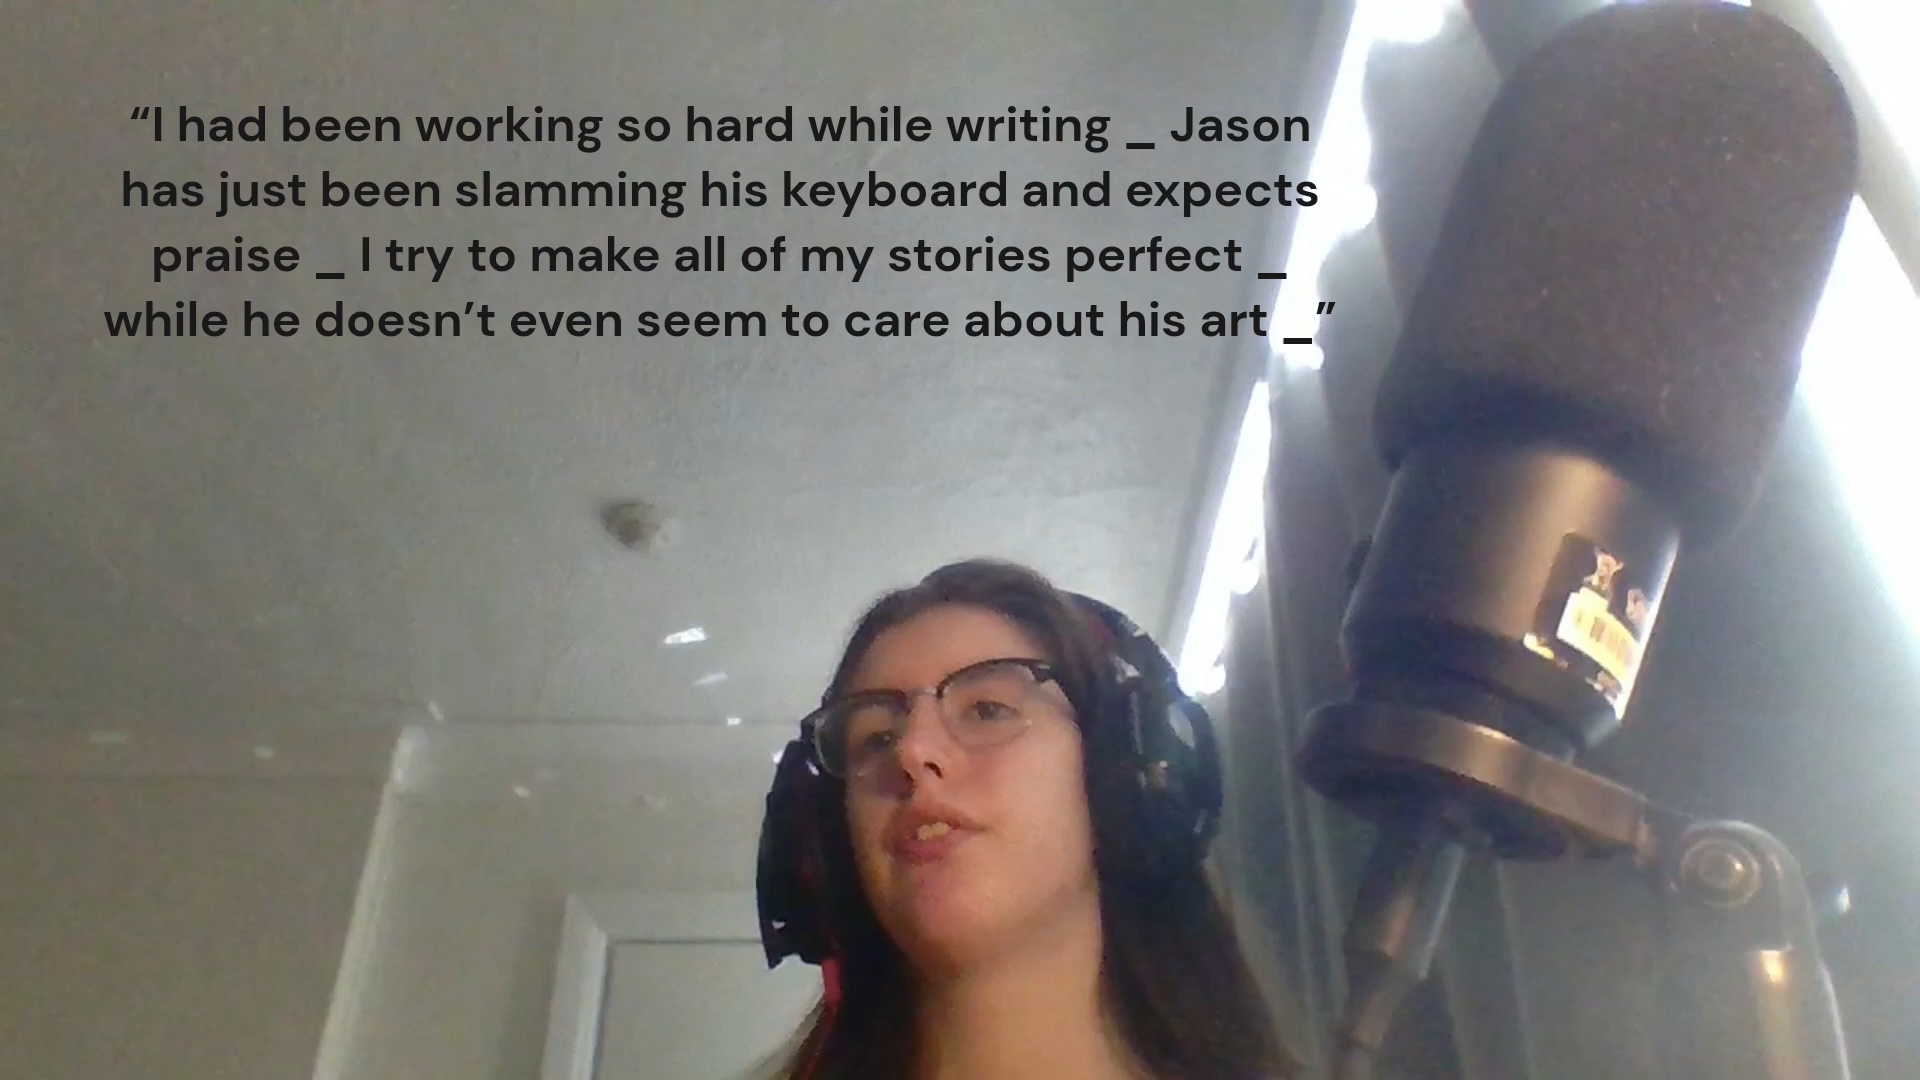 “I had been working so hard while writing _ Jason
has just been slamming his keyboard and expects
praise _ I try to make all of my stories perfect _
while he doesn’t even seem to care about his art _”